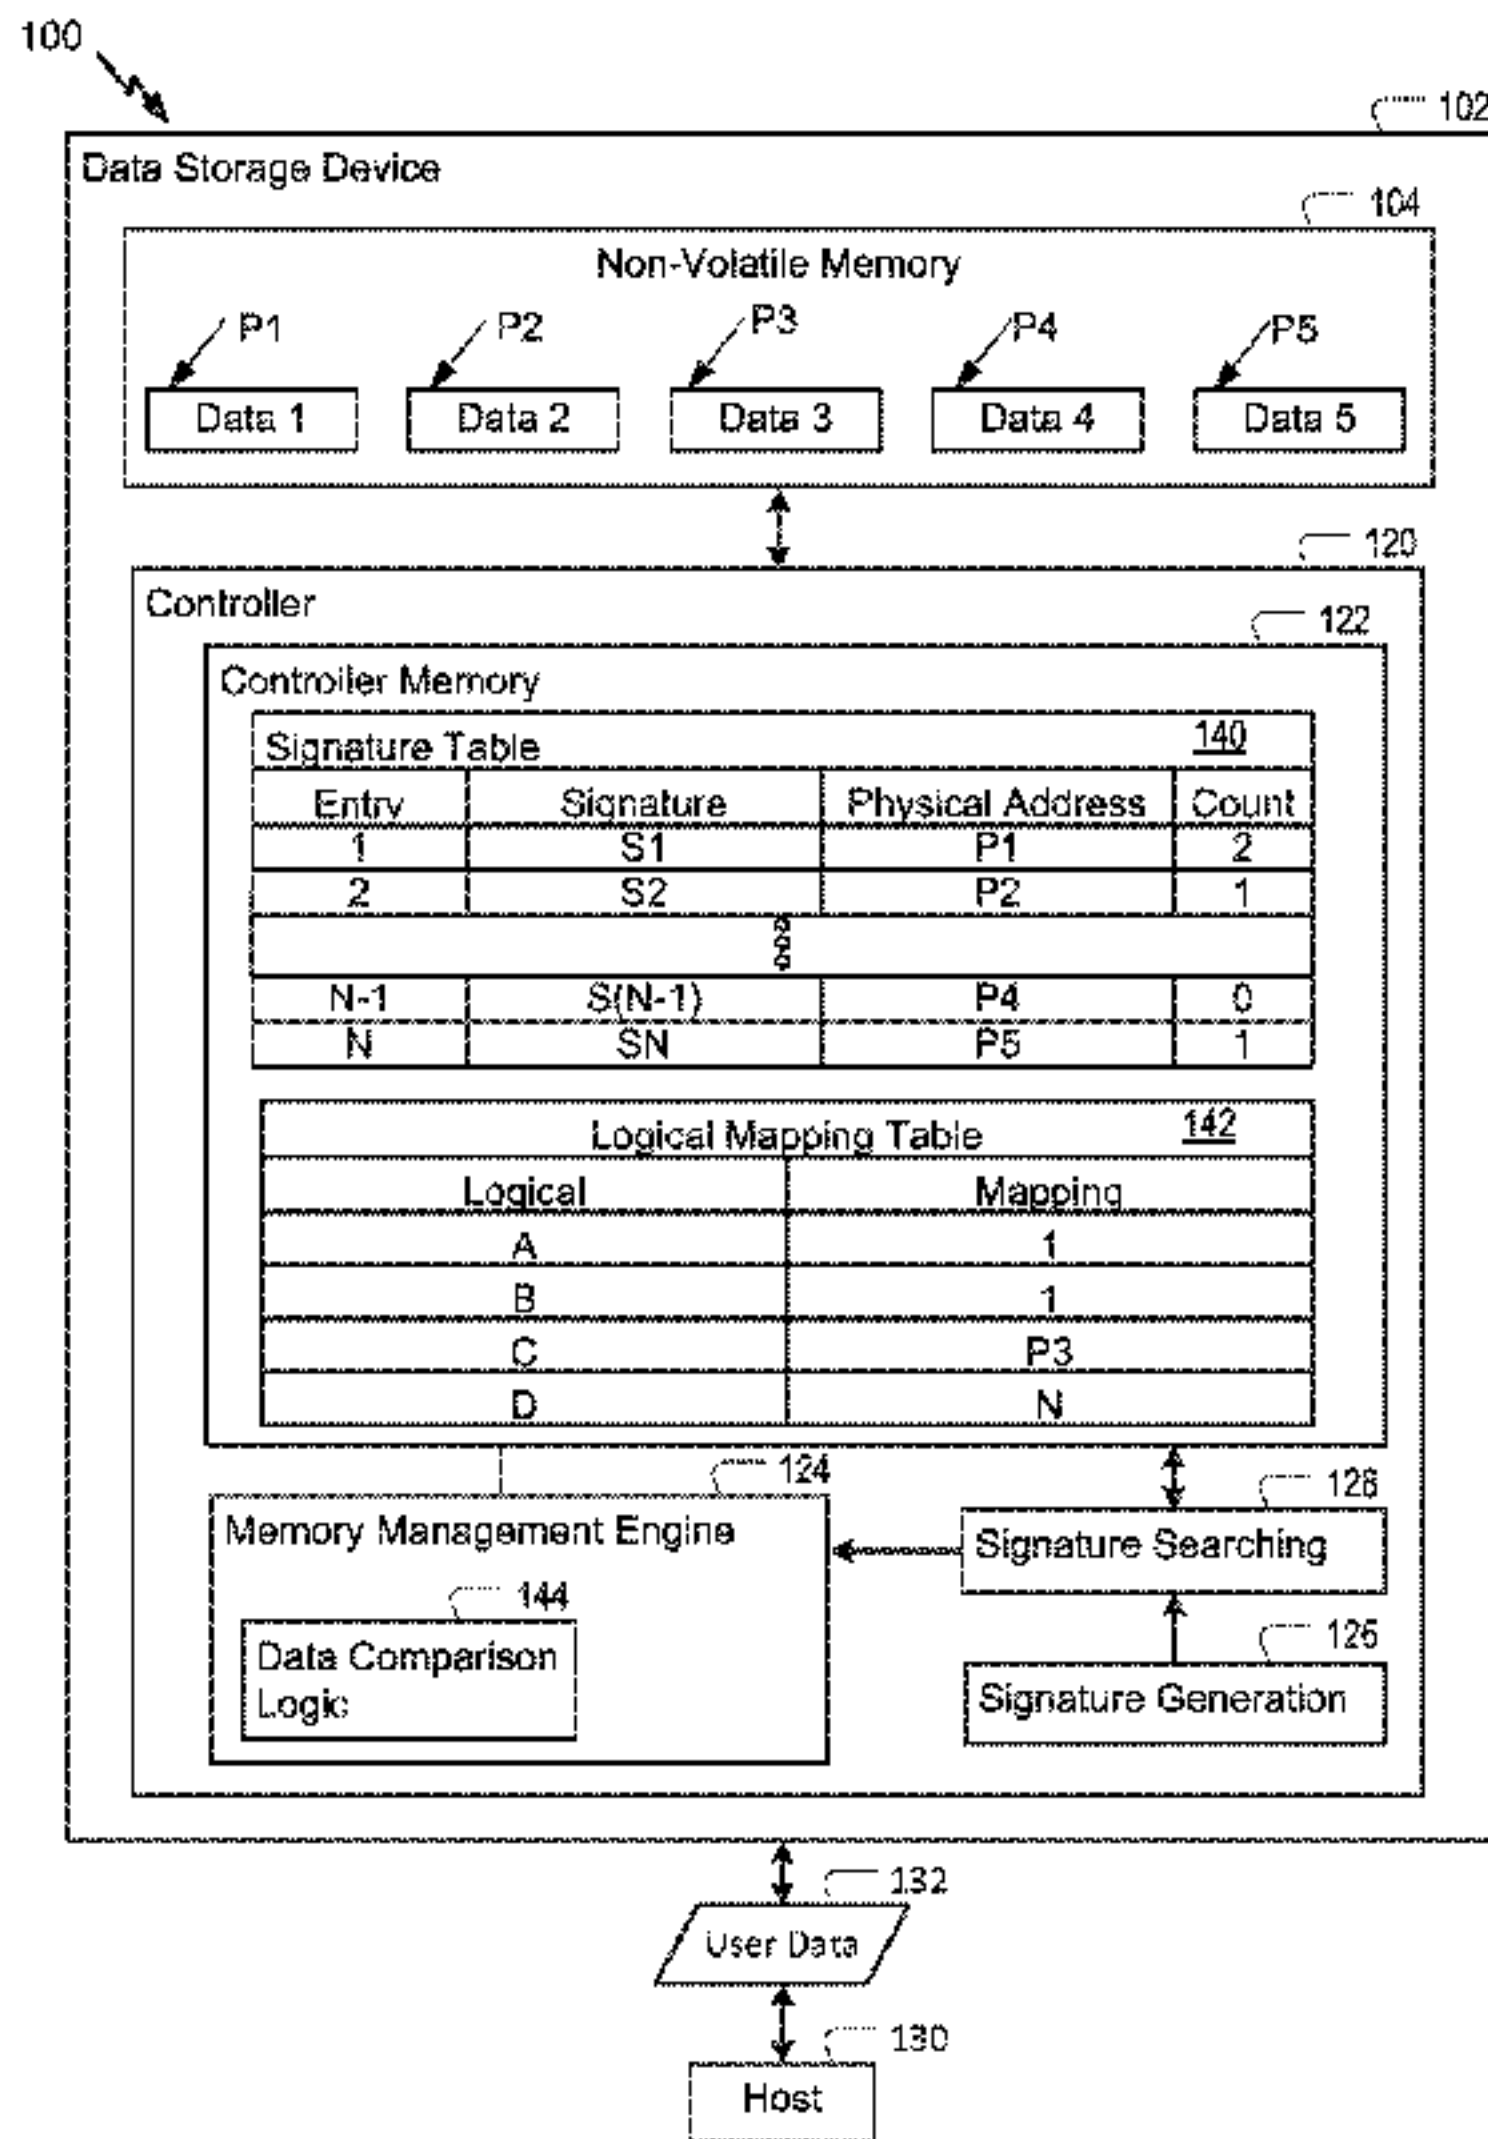 100
102
Data Storage Device
104
Non-Volatile Memory
P1 P2 P3 P4 P5
Data 1 Data 2 Data 3 Data 4 Data 5
120
Controller
122
Controller Memory
Signature Table 140
Entry Signature Physical Address Count
1 S1 P1 2
2 S2 P2 1
N-1 S(N-1) P4 0
N SN P5 1
Logical Mapping Table 142
Logical Mapping
A 1
B 1
C P3
D N
124
Memory Management Engine
128
Signature Searching
144
Data Comparison
Logic
126
Signature Generation
132
User Data
130
Host